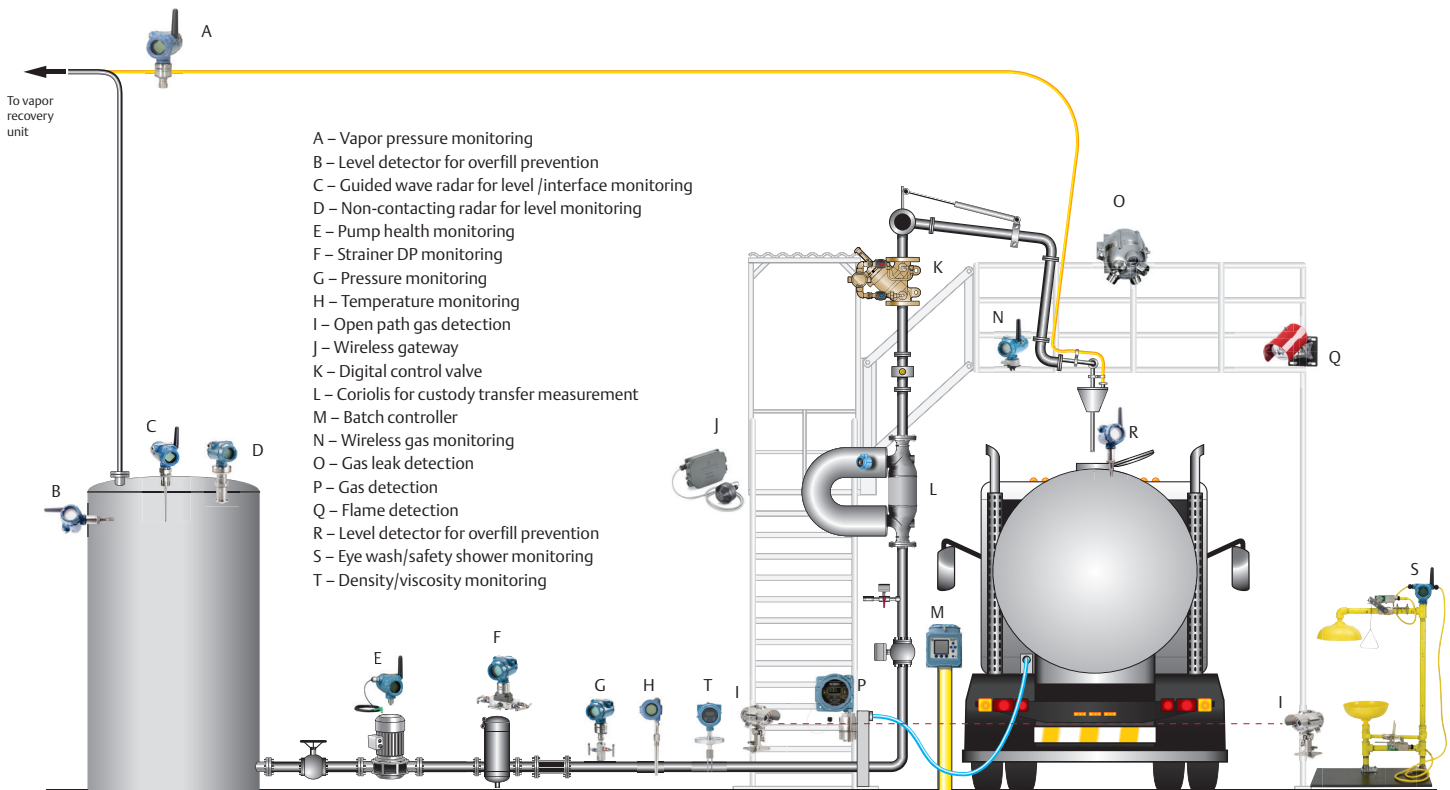 A
To vapor
recovery
unit
A – Vapor pressure monitoring
B – Level detector for overfill prevention
C – Guided wave radar for level /interface monitoring
D – Non-contacting radar for level monitoring
E – Pump health monitoring
F – Strainer DP monitoring
G – Pressure monitoring
H – Temperature monitoring
I – Open path gas detection
J – Wireless gateway
K – Digital control valve
L – Coriolis for custody transfer measurement
M – Batch controller
N – Wireless gas monitoring
O – Gas leak detection
P – Gas detection
Q – Flame detection
R – Level detector for overfill prevention
S – Eye wash/safety shower monitoring
T – Density/viscosity monitoring
O
K
N
Q
C
D
J
R
B
L
S
M
F
E
G
H
T
I
P
I